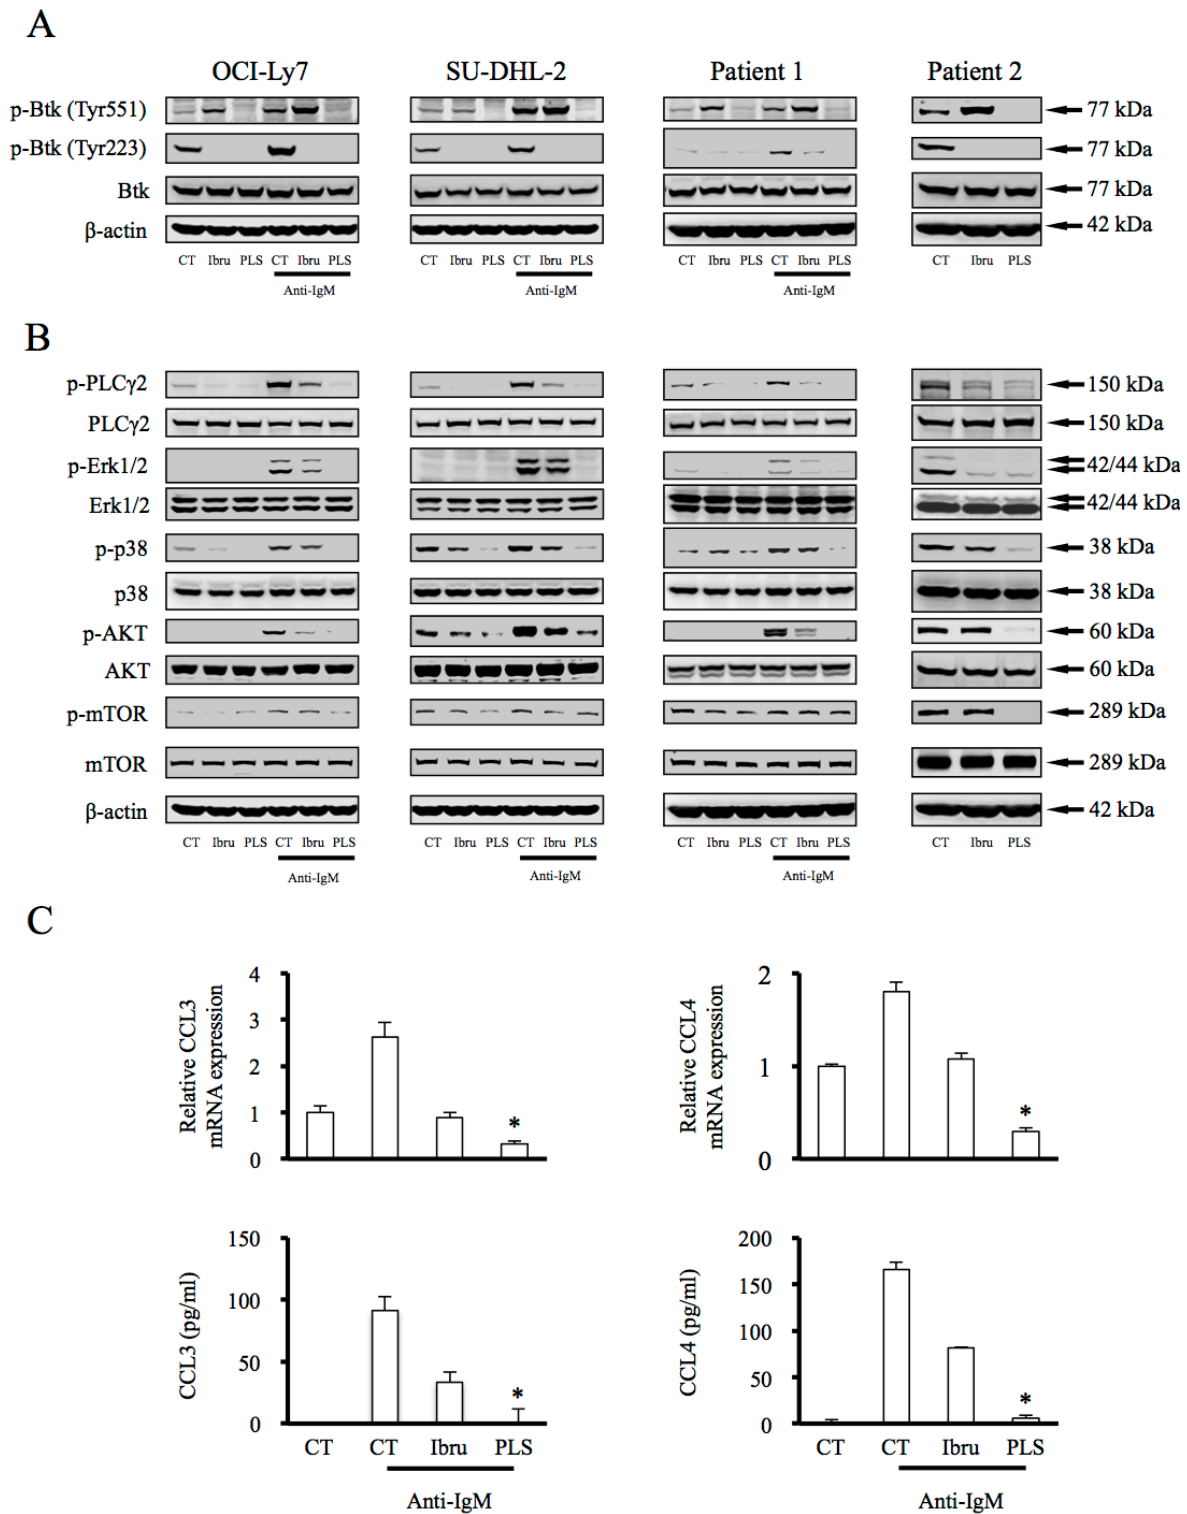 A
OCI-Ly7 SU-DHL-2 Patient 1 Patient 2
p-Btk (Tyr551) 77 kDa
p-Btk (Tyr223) 77 kDa
Btk 77 kDa
β-actin 42 kDa
CT Ibru PLS CT Ibru PLS CT Ibru PLS CT Ibru PLS CT Ibru PLS CT Ibru PLS CT Ibru PLS
Anti-IgM Anti-IgM Anti-IgM
B
p-PLCγ2 150 kDa
PLCγ2 150 kDa
p-Erk1/2 42/44 kDa
Erk1/2 42/44 kDa
p-p38 38 kDa
p38 38 kDa
p-AKT 60 kDa
AKT 60 kDa
p-mTOR 289 kDa
mTOR 289 kDa
β-actin 42 kDa
CT Ibru PLS CT Ibru PLS CT Ibru PLS CT Ibru PLS CT Ibru PLS CT Ibru PLS CT Ibru PLS
Anti-IgM Anti-IgM Anti-IgM
C
Relative CCL3
mRNA expression
4
3
2
1
0
*
Relative CCL4
mRNA expression
2
1
0
*
CCL3 (pg/ml)
150
100
50
0
*
CT CT Ibru PLS
Anti-IgM
CCL4 (pg/ml)
200
150
100
50
0
*
CT CT Ibru PLS
Anti-IgM